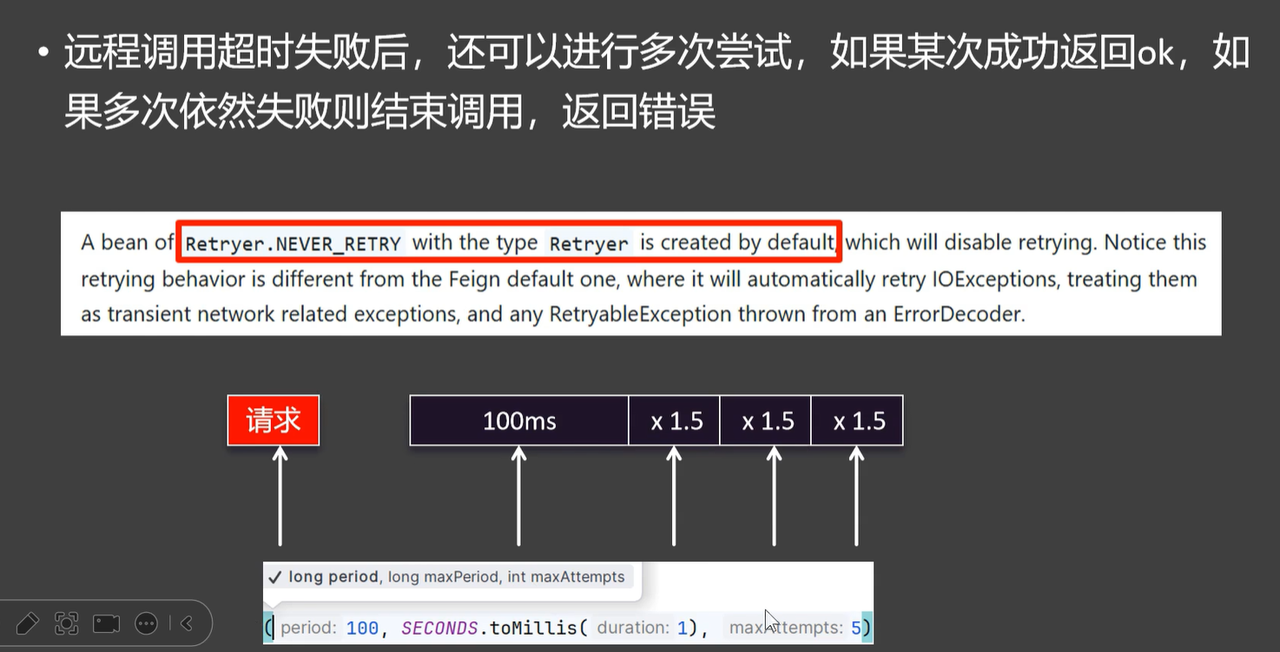 • 远程调用超时失败后，还可以进行多次尝试，如果某次成功返回ok，如
果多次依然失败则结束调用，返回错误
A bean of Retryer.NEVER_RETRY with the type Retryer is created by default, which will disable retrying. Notice this
retrying behavior is different from the Feign default one, where it will automatically retry IOExceptions, treating them
as transient network related exceptions, and any RetryableException thrown from an ErrorDecoder.
请求 100ms x 1.5 x 1.5 x 1.5
✓ long period, long maxPeriod, int maxAttempts
( period: 100, SECONDS.toMillis( duration: 1), maxAttempts: 5)